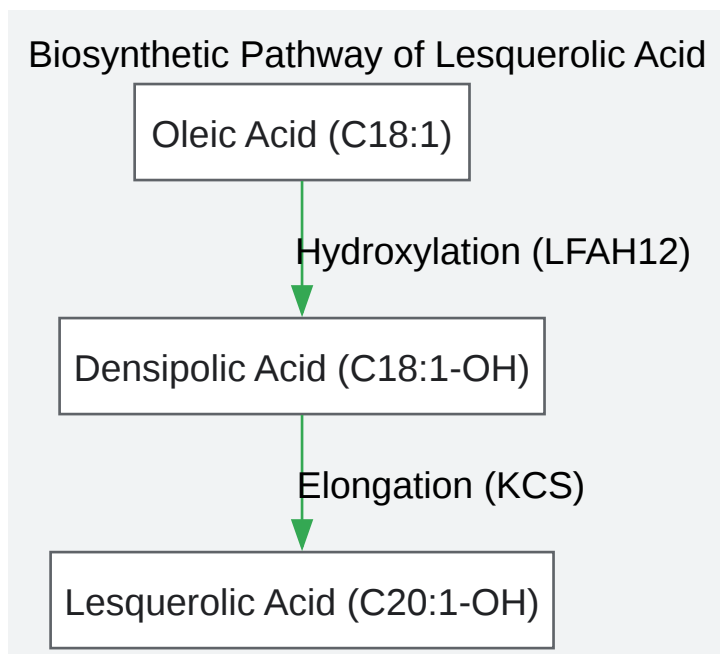 Biosynthetic Pathway of Lesquerolic Acid
Oleic Acid (C18:1)
Hydroxylation (LFAH12)
Densipolic Acid (C18:1-OH)
Elongation (KCS)
Lesquerolic Acid (C20:1-OH)